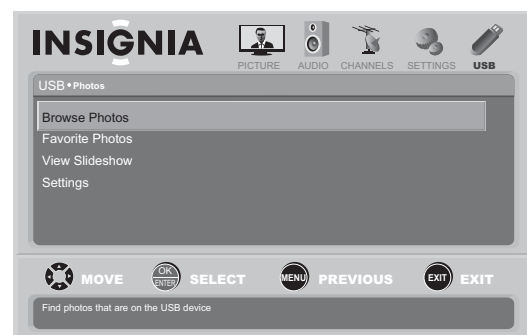 INSIGNIA
PICTURE AUDIO CHANNELS SETTINGS USB
USB • Photos
Browse Photos
Favorite Photos
View Slideshow
Settings
MOVE OK ENTER SELECT MENU PREVIOUS EXIT EXIT
Find photos that are on the USB device